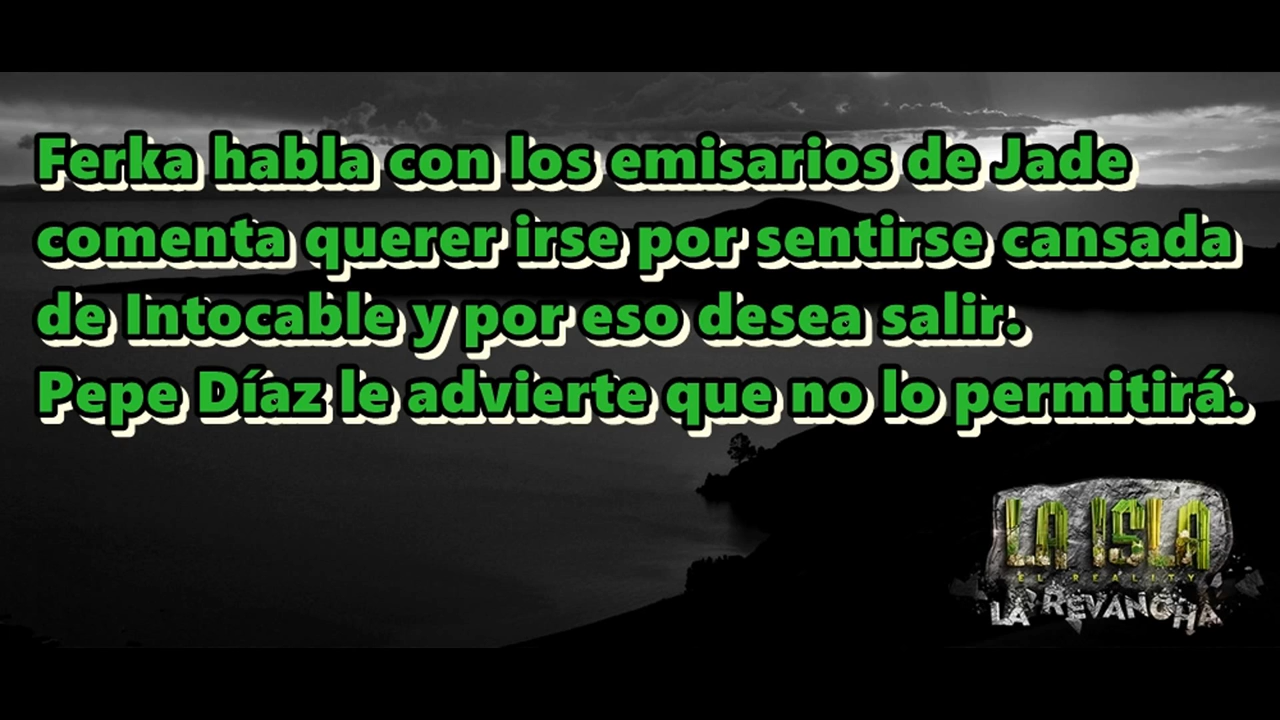 Ferka habla con los emisarios de Jade
comenta querer irse por sentirse cansada
de Intocable y por eso desea salir.
Pepe Díaz le advierte que no lo permitirá.
LA ISLA
EL REALITY
LA REVANCHA